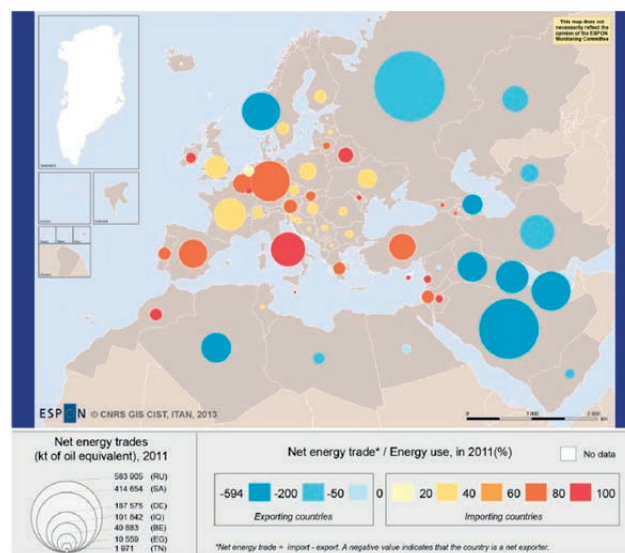 This map does not
necessarily reflect the
opinion of the ESPON
Monitoring Committee
ESPON © CNRS GIS CIST, ITAN, 2013
0 1 000 2 000
km
Net energy trades
(kt of oil equivalent), 2011
583 905 (RU)
414 654 (SA)
187 575 (DE)
101 842 (IQ)
40 883 (BE)
10 559 (EG)
1 971 (TN)
Net energy trade* / Energy use, in 2011(%)
No data
-594 -200 -50 0 20 40 60 80 100
Exporting countries
Importing countries
*Net energy trade = import - export. A negative value indicates that the country is a net exporter.